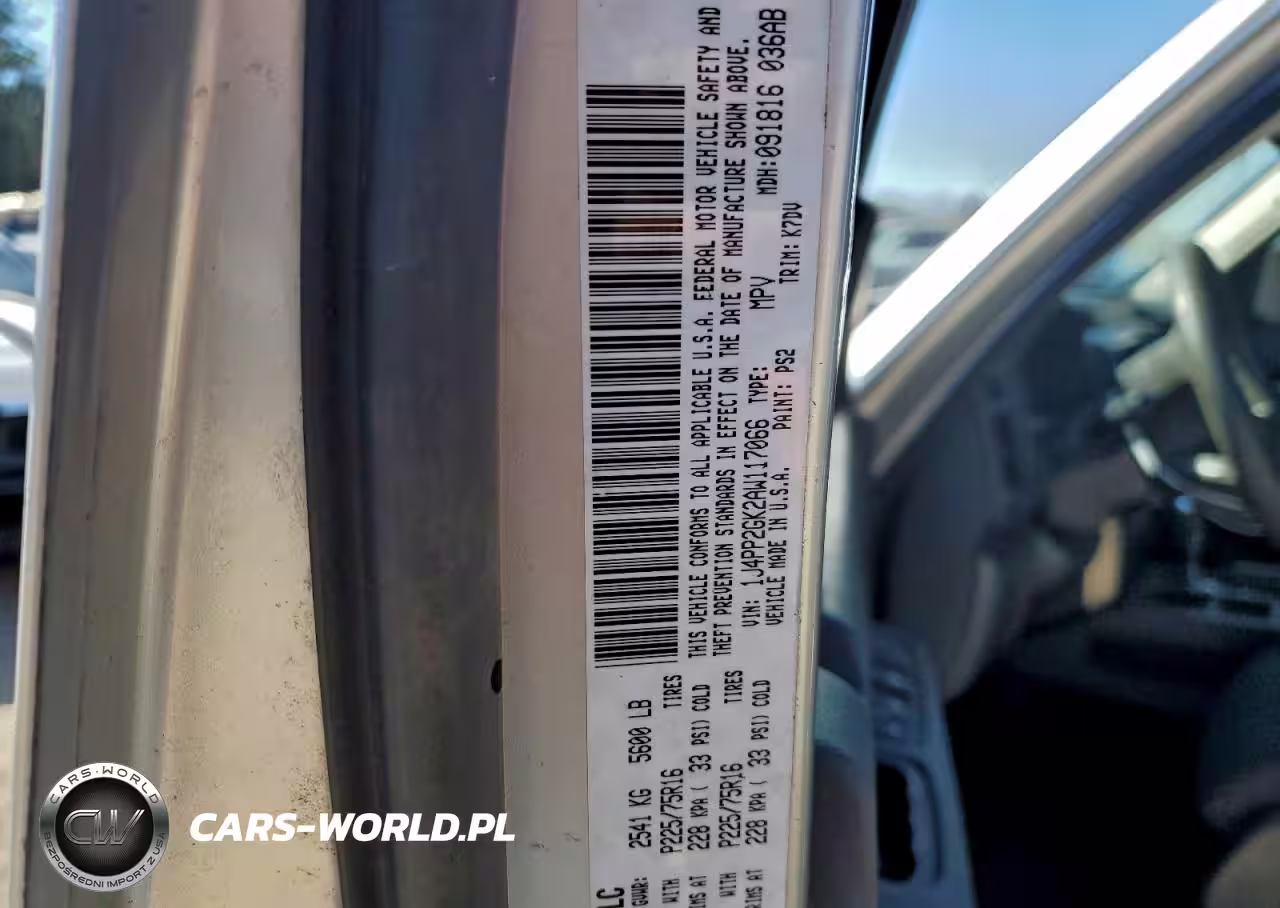 LC
GVWR: 2541 KG 5600 LB
WITH P225/75R16 TIRES
RIMS AT 228 KPA ( 33 PSI) COLD
WITH P225/75R16 TIRES
RIMS AT 228 KPA ( 33 PSI) COLD
THIS VEHICLE CONFORMS TO ALL APPLICABLE U.S.A. FEDERAL MOTOR VEHICLE SAFETY AND
THEFT PREVENTION STANDARDS IN EFFECT ON THE DATE OF MANUFACTURE SHOWN ABOVE.
VIN: 1J4PP2GK2AW117066 TYPE: MPV MDH:091816 036AB
VEHICLE MADE IN U.S.A. PAINT: PS2 TRIM: K7DV
CARS-WORLD
CW
BEZPOŚREDNI IMPORT Z USA
CARS-WORLD.PL